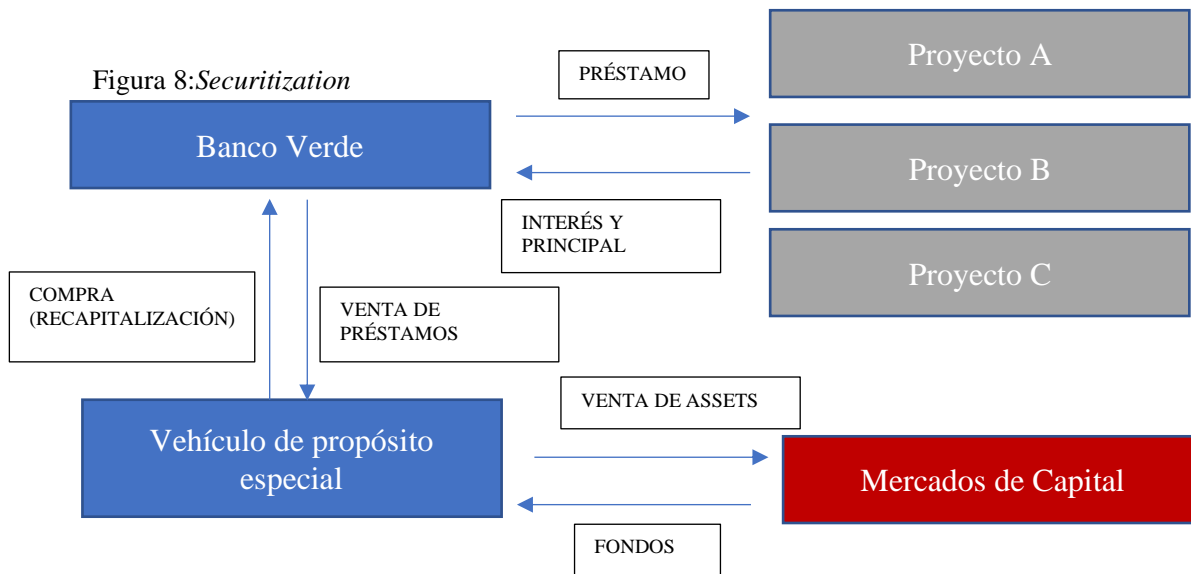 Proyecto A
PRÉSTAMO
Figura 8:Securitization
Banco Verde
Proyecto B
INTERÉS Y
PRINCIPAL
Proyecto C
COMPRA
(RECAPITALIZACIÓN)
VENTA DE
PRÉSTAMOS
VENTA DE ASSETS
Vehículo de propósito
especial
Mercados de Capital
FONDOS